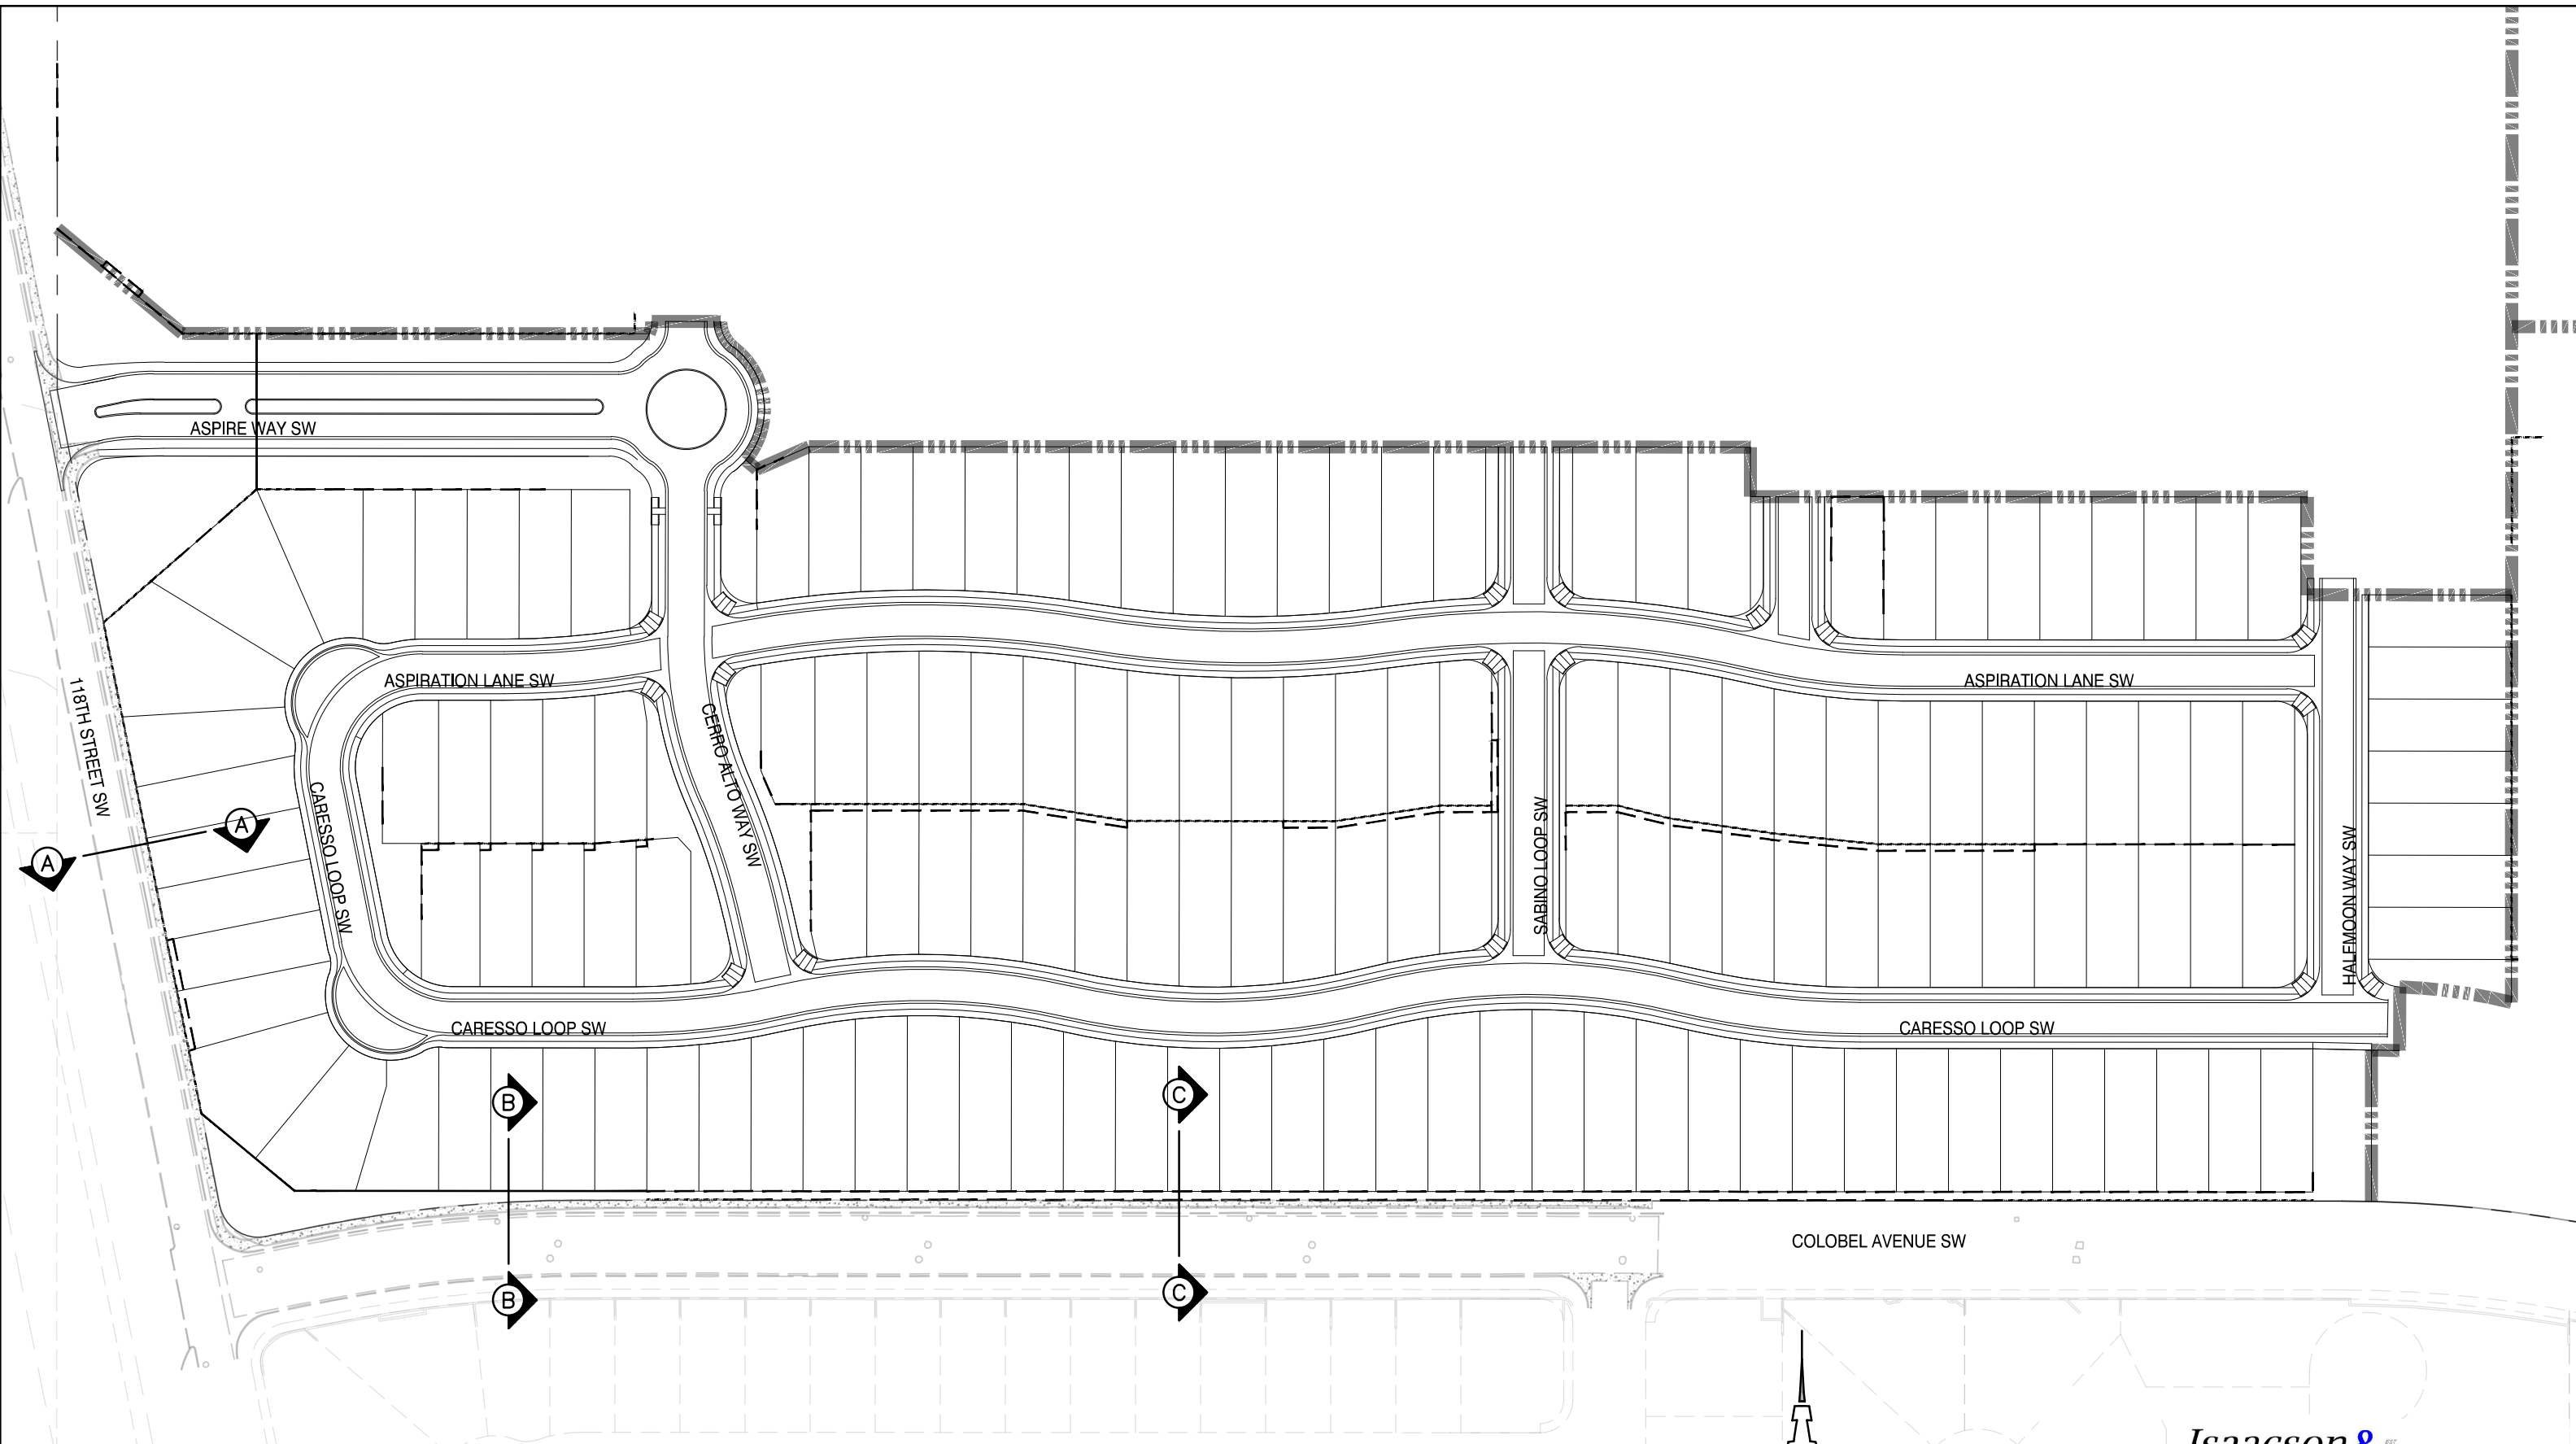 ASPIRE WAY SW
ASPIRATION LANE SW
ASPIRATION LANE SW
118TH STREET SW
CERRO ALTO WAY SW
CARESSO LOOP SW
SABINO LOOP SW
HALFMOON WAY SW
A
A
CARESSO LOOP SW
CARESSO LOOP SW
B
C
COLOBEL AVENUE SW
B
C
Isaacson &